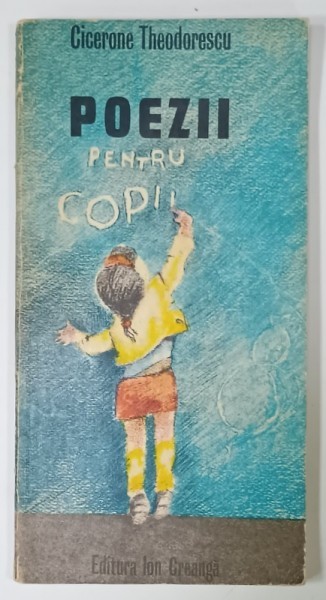 Cicerone Theodorescu
POEZII
PENTRU
COPII
Editura Ion Creangă